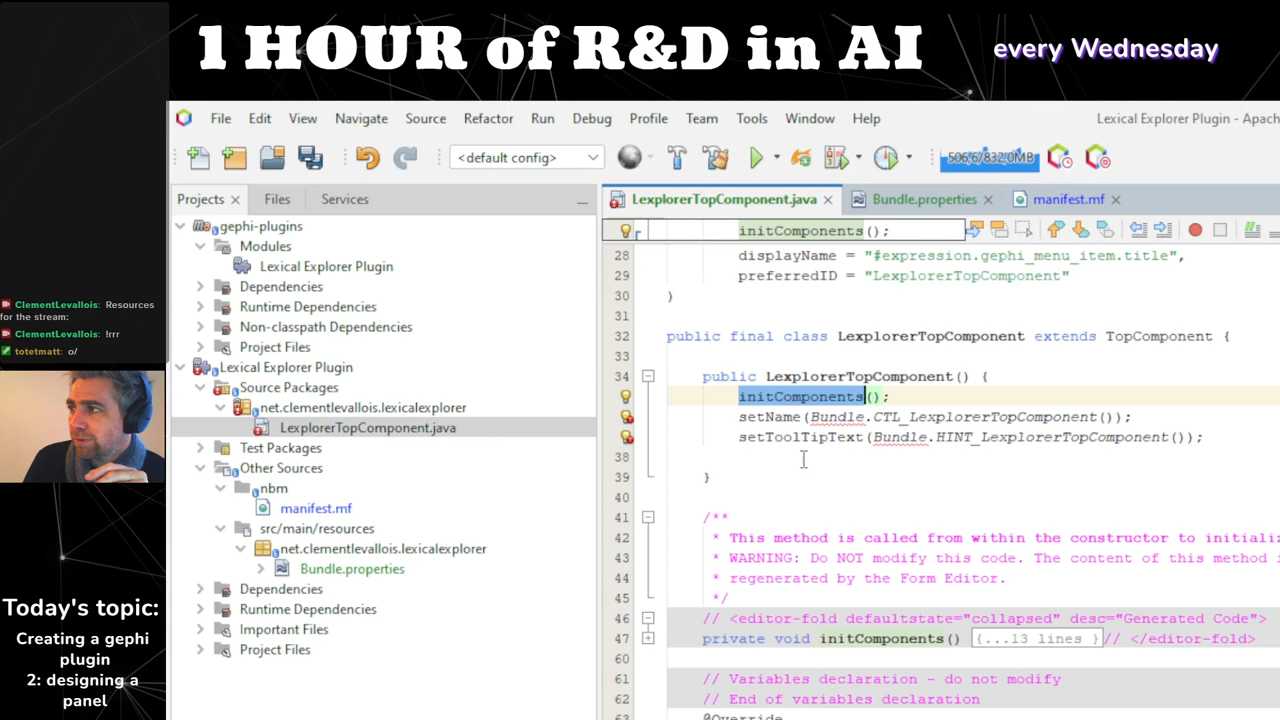 1 HOUR of R&D in AI
every Wednesday
File Edit View Navigate Source Refactor Run Debug Profile Team Tools Window Help
Lexical Explorer Plugin - Apac
<default config>
506,6/832,0MB
Projects
Files
Services
LexplorerTopComponent.java
Bundle.properties
manifest.mf
gephi-plugins
Modules
Lexical Explorer Plugin
Dependencies
Runtime Dependencies
Non-classpath Dependencies
Project Files
Lexical Explorer Plugin
Source Packages
net.clementlevallois.lexicalexplorer
LexplorerTopComponent.java
Test Packages
Other Sources
nbm
manifest.mf
src/main/resources
net.clementlevallois.lexicalexplorer
Bundle.properties
Dependencies
Runtime Dependencies
Important Files
Project Files
initComponents();
28 displayName = "#expression.gephi_menu_item.title",
29 preferredID = "LexplorerTopComponent"
30 )
31
32 public final class LexplorerTopComponent extends TopComponent {
33
34 public LexplorerTopComponent() {
initComponents();
setName(Bundle.CTL_LexplorerTopComponent());
setToolTipText(Bundle.HINT_LexplorerTopComponent());
38
39 }
40
41 /**
42 * This method is called from within the constructor to initiali
43 * WARNING: Do NOT modify this code. The content of this method i
44 * regenerated by the Form Editor.
45 */
46 // <editor-fold defaultstate="collapsed" desc="Generated Code">
47 private void initComponents() {...13 lines }// </editor-fold>
60
61 // Variables declaration - do not modify
62 // End of variables declaration
63 @Override
ClementLevallois: Resources
for the stream:
ClementLevallois: !rrr
totetmatt: o/
Today's topic:
Creating a gephi
plugin
2: designing a
panel